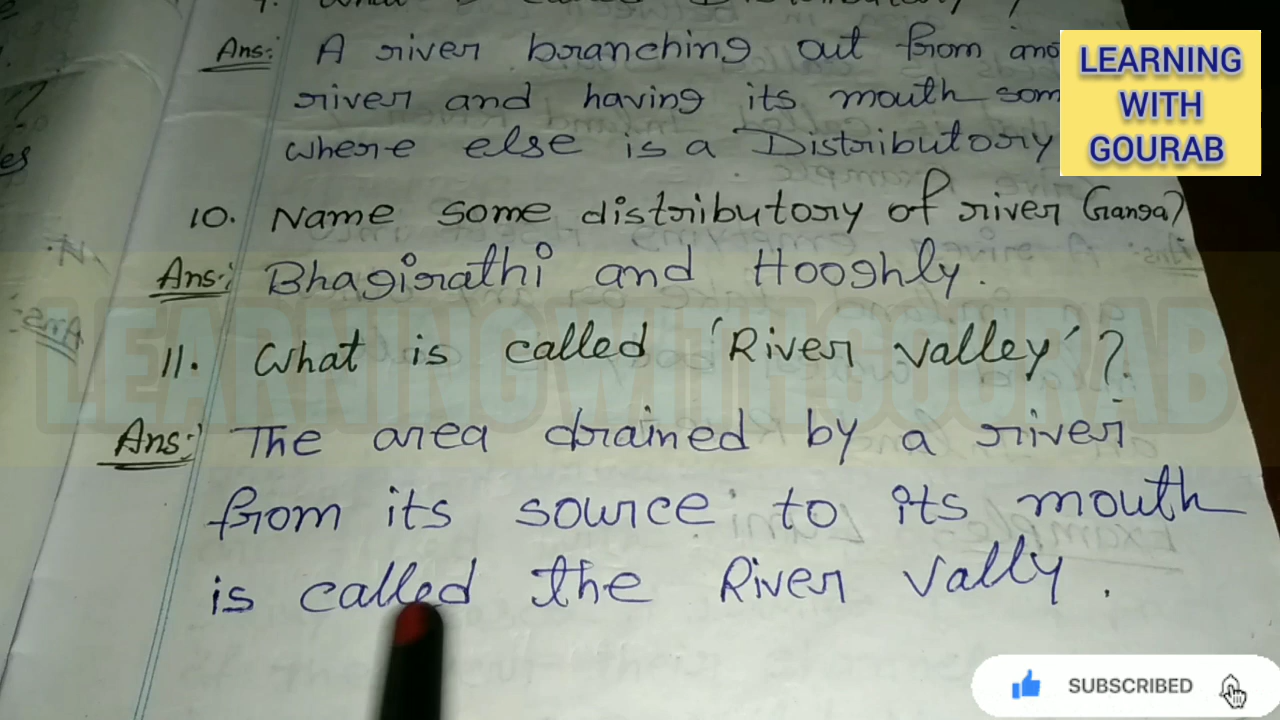 Ans:- A river branching out from ano
river and having its mouth som
where else is a Distributory
10. Name some distributory of river Ganga?
Ans:- Bhagirathi and Hooghly.
11. What is called 'River valley'?
Ans:- The area drained by a river
from its source to its mouth
is called the River Vally.
LEARNING
WITH
GOURAB
LEARNINGWITHGOURAB
SUBSCRIBED